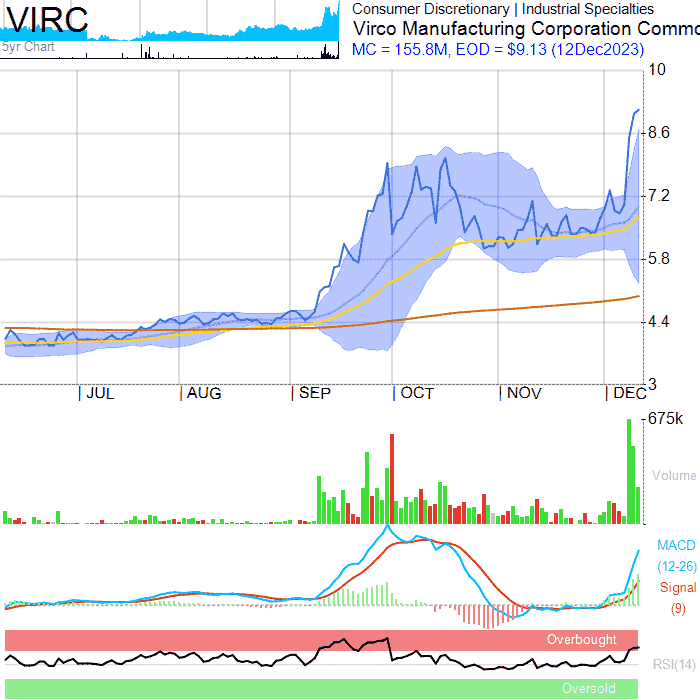 VIRC
5yr Chart
Consumer Discretionary | Industrial Specialties
Virco Manufacturing Corporation Commo
MC = 155.8M, EOD = $9.13 (12Dec2023)
10
8.6
7.2
5.8
4.4
3
JUL
AUG
SEP
OCT
NOV
DEC
675k
Volume
MACD
(12-26)
Signal
(9)
Overbought
RSI(14)
Oversold